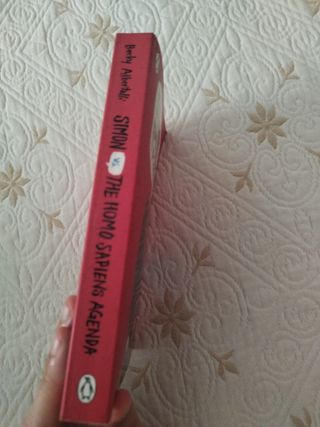 Becky Albertalli
SIMON VS. THE HOMO SAPIENS AGENDA